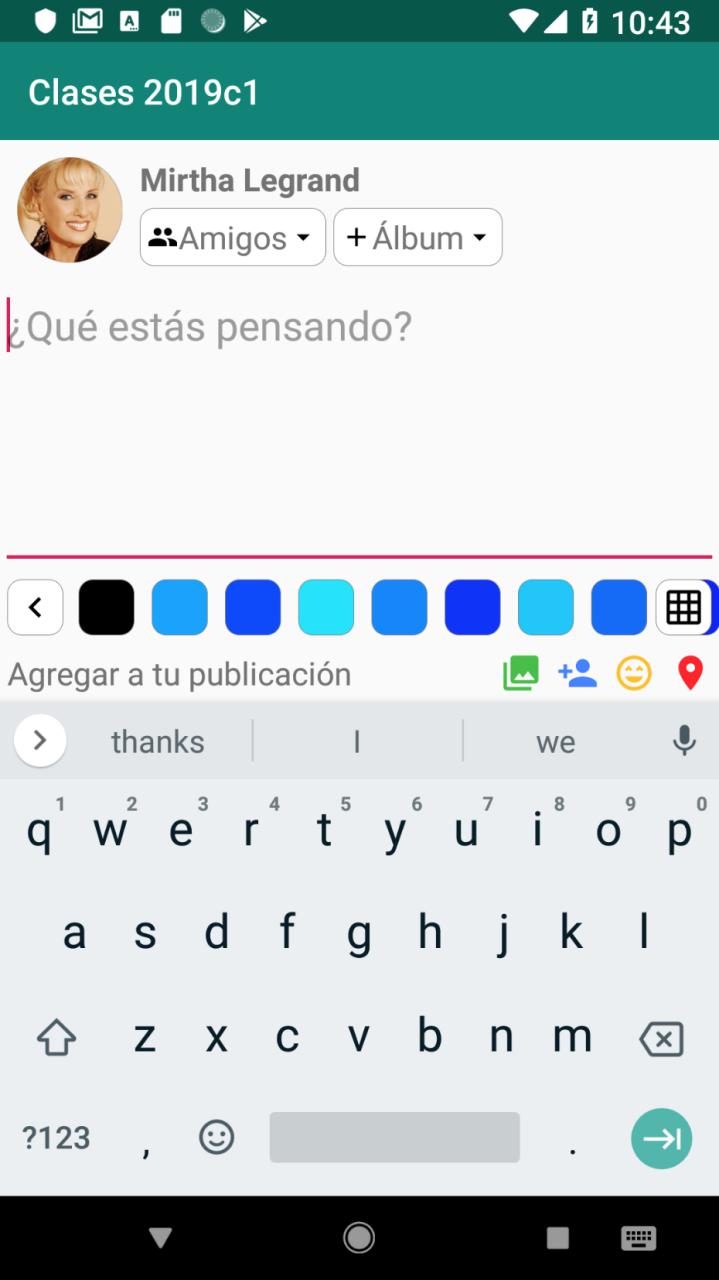 10:43
Clases 2019c1
Mirtha Legrand
Amigos
+ Álbum
¿Qué estás pensando?
Agregar a tu publicación
thanks I we
1 2 3 4 5 6 7 8 9 0
q w e r t y u i o p
a s d f g h j k l
z x c v b n m
?123 , .